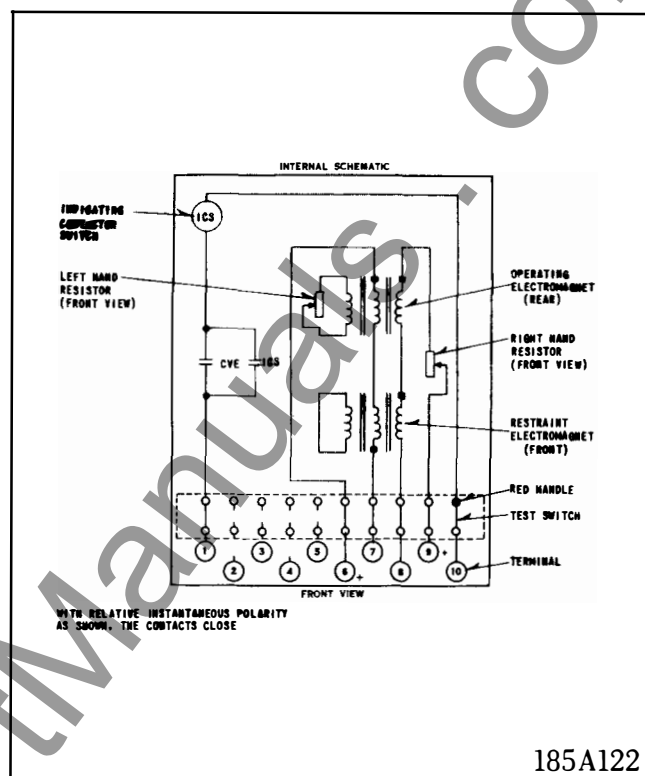 INTERNAL SCHEMATIC
INDICATING
CONTACTOR
SWITCH
ICS
LEFT HAND
RESISTOR
(FRONT VIEW)
OPERATING
ELECTROMAGNET
(REAR)
RIGHT HAND
RESISTOR
(FRONT VIEW)
CVE
ICS
RESTRAINT
ELECTROMAGNET
(FRONT)
RED HANDLE
TEST SWITCH
1
3
5
7
9
+
2
4
6
+
8
10
TERMINAL
FRONT VIEW
WITH RELATIVE INSTANTANEOUS POLARITY
AS SHOWN, THE CONTACTS CLOSE
185A122